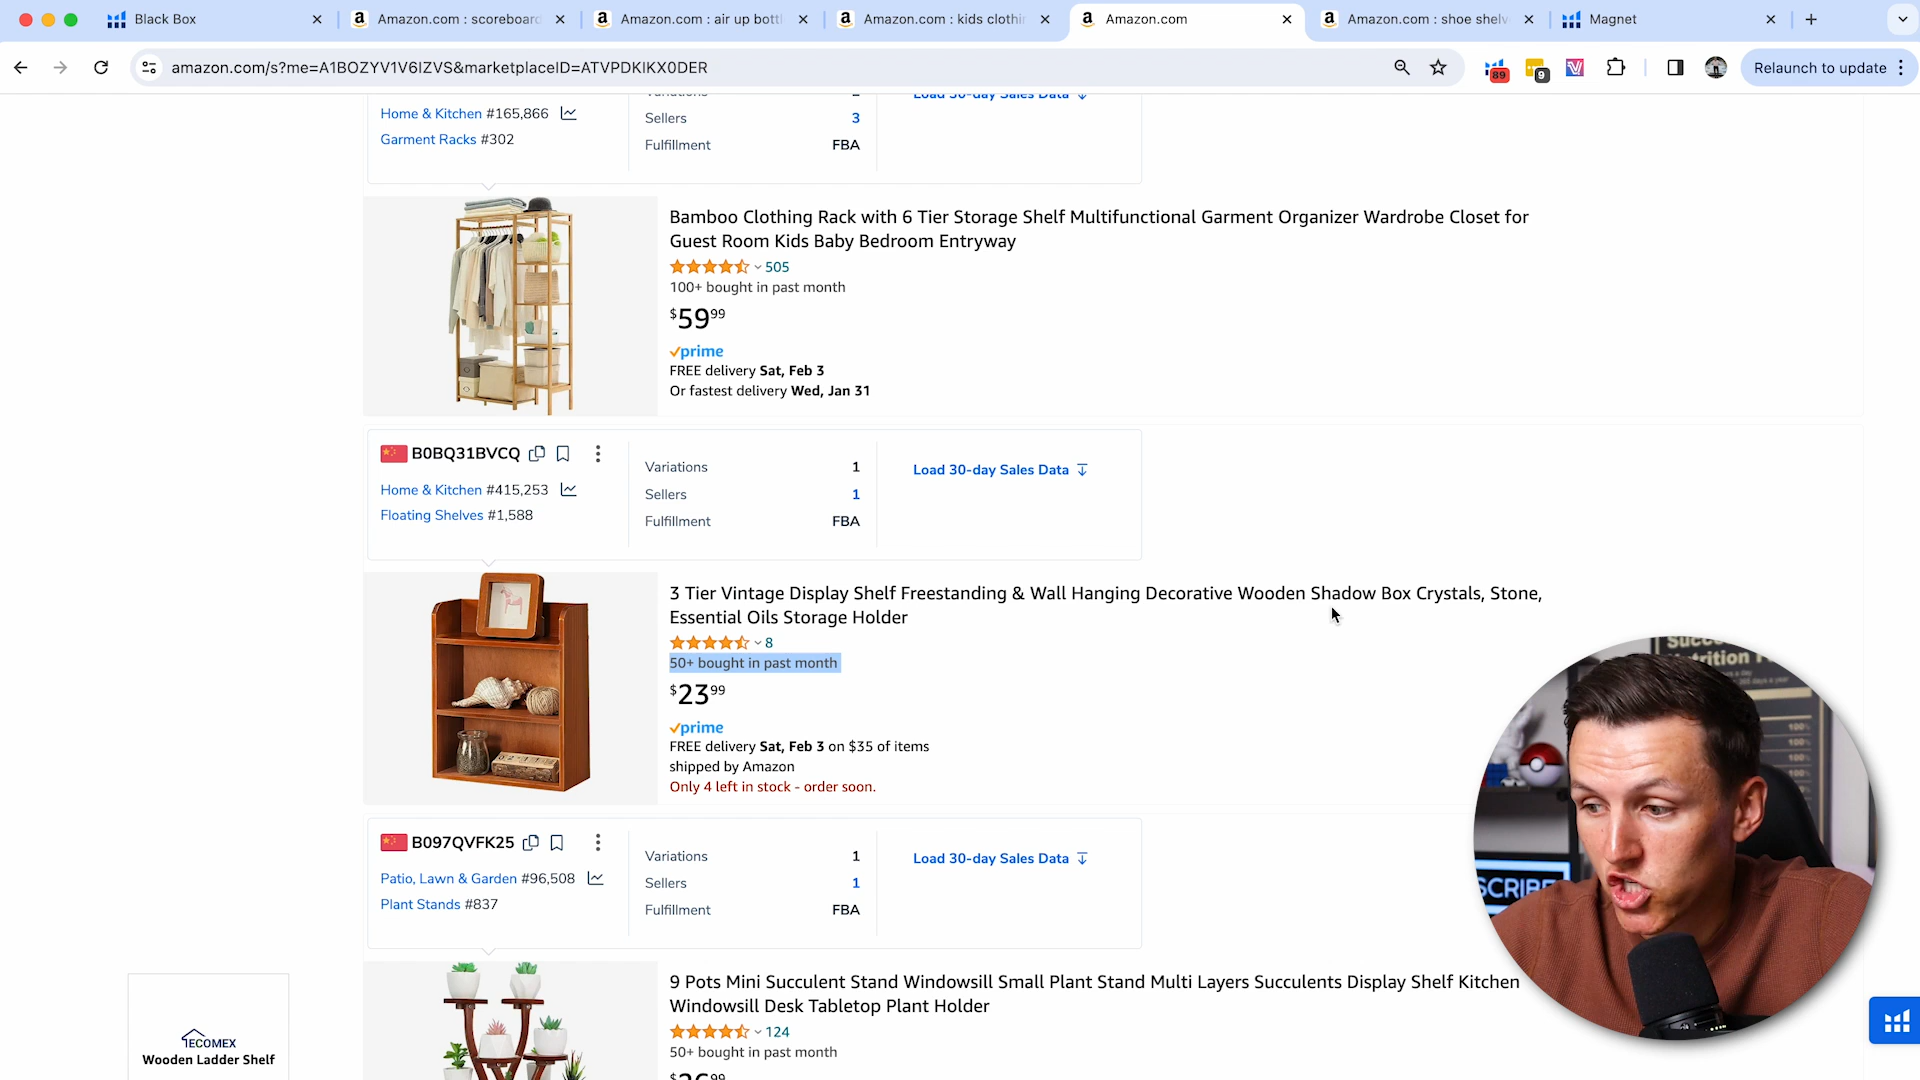 Black Box
Amazon.com : scoreboard
Amazon.com : air up bottl
Amazon.com : kids clothin
Amazon.com
Amazon.com : shoe shelv
Magnet
amazon.com/s?me=A1BOZYV1V6IZVS&marketplaceID=ATVPDKIKX0DER
89
9
Relaunch to update
Home & Kitchen #165,866
Garment Racks #302
Variations
Sellers 3
Fulfillment FBA
Load 30-day Sales Data
Bamboo Clothing Rack with 6 Tier Storage Shelf Multifunctional Garment Organizer Wardrobe Closet for
Guest Room Kids Baby Bedroom Entryway
505
100+ bought in past month
$59 99
prime
FREE delivery Sat, Feb 3
Or fastest delivery Wed, Jan 31
B0BQ31BVCQ
Home & Kitchen #415,253
Floating Shelves #1,588
Variations 1
Sellers 1
Fulfillment FBA
Load 30-day Sales Data
3 Tier Vintage Display Shelf Freestanding & Wall Hanging Decorative Wooden Shadow Box Crystals, Stone,
Essential Oils Storage Holder
8
50+ bought in past month
$23 99
prime
FREE delivery Sat, Feb 3 on $35 of items
shipped by Amazon
Only 4 left in stock - order soon.
B097QVFK25
Patio, Lawn & Garden #96,508
Plant Stands #837
Variations 1
Sellers 1
Fulfillment FBA
Load 30-day Sales Data
9 Pots Mini Succulent Stand Windowsill Small Plant Stand Multi Layers Succulents Display Shelf Kitchen
Windowsill Desk Tabletop Plant Holder
124
50+ bought in past month
TECOMEX
Wooden Ladder Shelf
SCRIBE